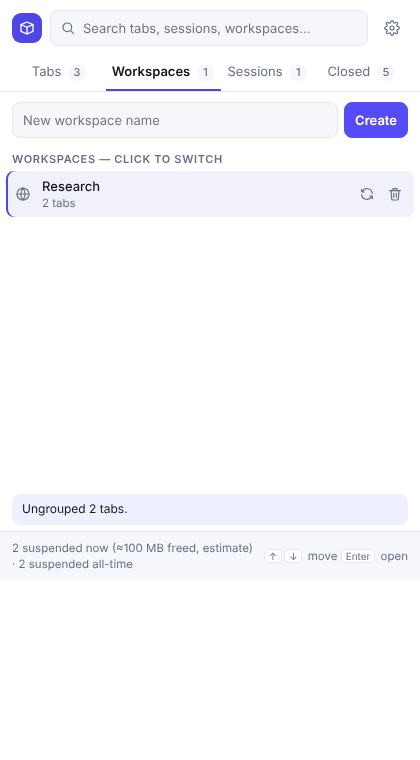 Search tabs, sessions, workspaces...
Tabs 3 Workspaces 1 Sessions 1 Closed 5
New workspace name Create
WORKSPACES — CLICK TO SWITCH
Research
2 tabs
Ungrouped 2 tabs.
2 suspended now (≈100 MB freed, estimate)
· 2 suspended all-time
↑ ↓ move Enter open